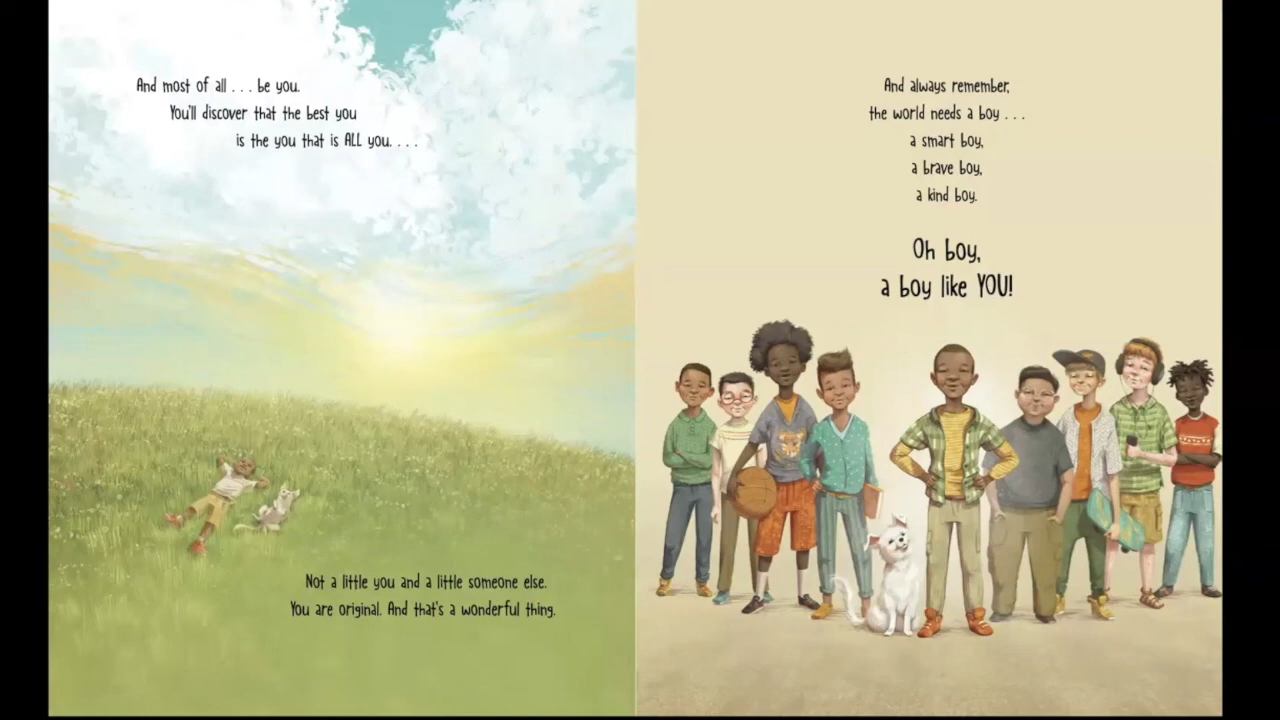 And most of all . . . be you.
You'll discover that the best you
is the you that is ALL you. . . .
Not a little you and a little someone else.
You are original. And that's a wonderful thing.
And always remember,
the world needs a boy . . .
a smart boy,
a brave boy,
a kind boy.
Oh boy,
a boy like YOU!